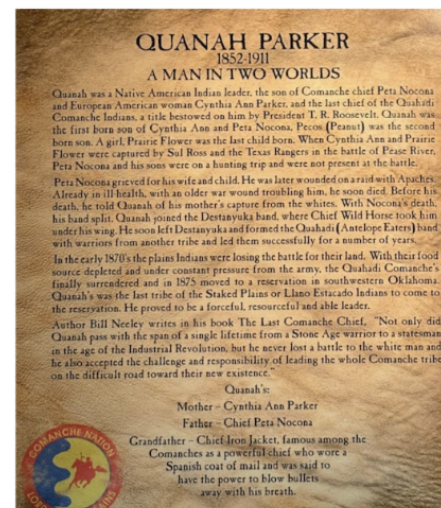 QUANAH PARKER
1852-1911
A MAN IN TWO WORLDS
Quanah was a Native American Indian leader, the son of Comanche chief Peta Nocona
and European American woman Cynthia Ann Parker, and the last chief of the Quahadi
Comanche Indians, a title bestowed on him by President T. R. Roosevelt. Quanah was
the first born son of Cynthia Ann and Peta Nocona, Pecos (Peanut) was the second
born son. A girl, Prairie Flower was the last child born. When Cynthia Ann and Prairie
Flower were captured by Sul Ross and the Texas Rangers in the battle of Pease River,
Peta Nocona and his sons were on a hunting trip and were not present at the battle.
Peta Nocona grieved for his wife and child. He was later wounded on a raid with Apaches.
Already in ill health, with an older war wound troubling him, he soon died. Before his
death, he told Quanah of his mother's capture from the whites. With Nocona's death,
his band split. Quanah joined the Destanyuka band, where Chief Wild Horse took him
under his wing. He soon left Destanyuka and formed the Quahadi (Antelope Eaters) band
with warriors from another tribe and led them successfully for a number of years.
In the early 1870's the plains Indians were losing the battle for their land. With their food
source depleted and under constant pressure from the army, the Quahadi Comanche's
finally surrendered and in 1875 moved to a reservation in southwestern Oklahoma.
Quanah's was the last tribe of the Staked Plains or Llano Estacado Indians to come to
the reservation. He proved to be a forceful, resourceful and able leader.
Author Bill Neeley writes in his book The Last Comanche Chief, "Not only did
Quanah pass with the span of a single lifetime from a Stone Age warrior to a statesman
in the age of the Industrial Revolution, but he never lost a battle to the white man and
he also accepted the challenge and responsibility of leading the whole Comanche tribe
on the difficult road toward their new existence."
Quanah's:
Mother - Cynthia Ann Parker
Father - Chief Peta Nocona
Grandfather - Chief Iron Jacket, famous among the
Comanches as a powerful chief who wore a
Spanish coat of mail and was said to
have the power to blow bullets
away with his breath.
COMANCHE NATION